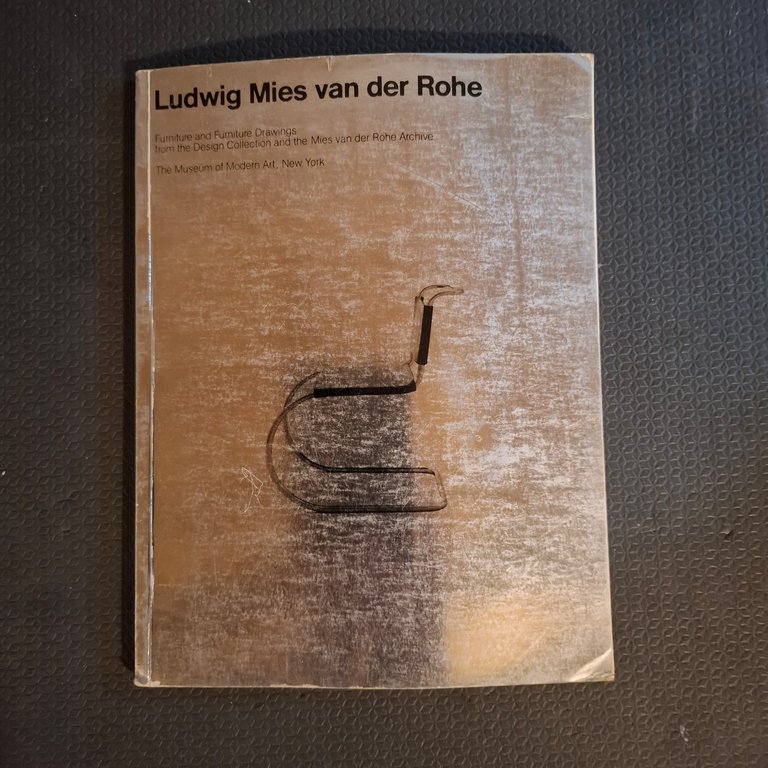 Ludwig Mies van der Rohe
Furniture and Furniture Drawings
from the Design Collection and the Mies van der Rohe Archive
The Museum of Modern Art, New York